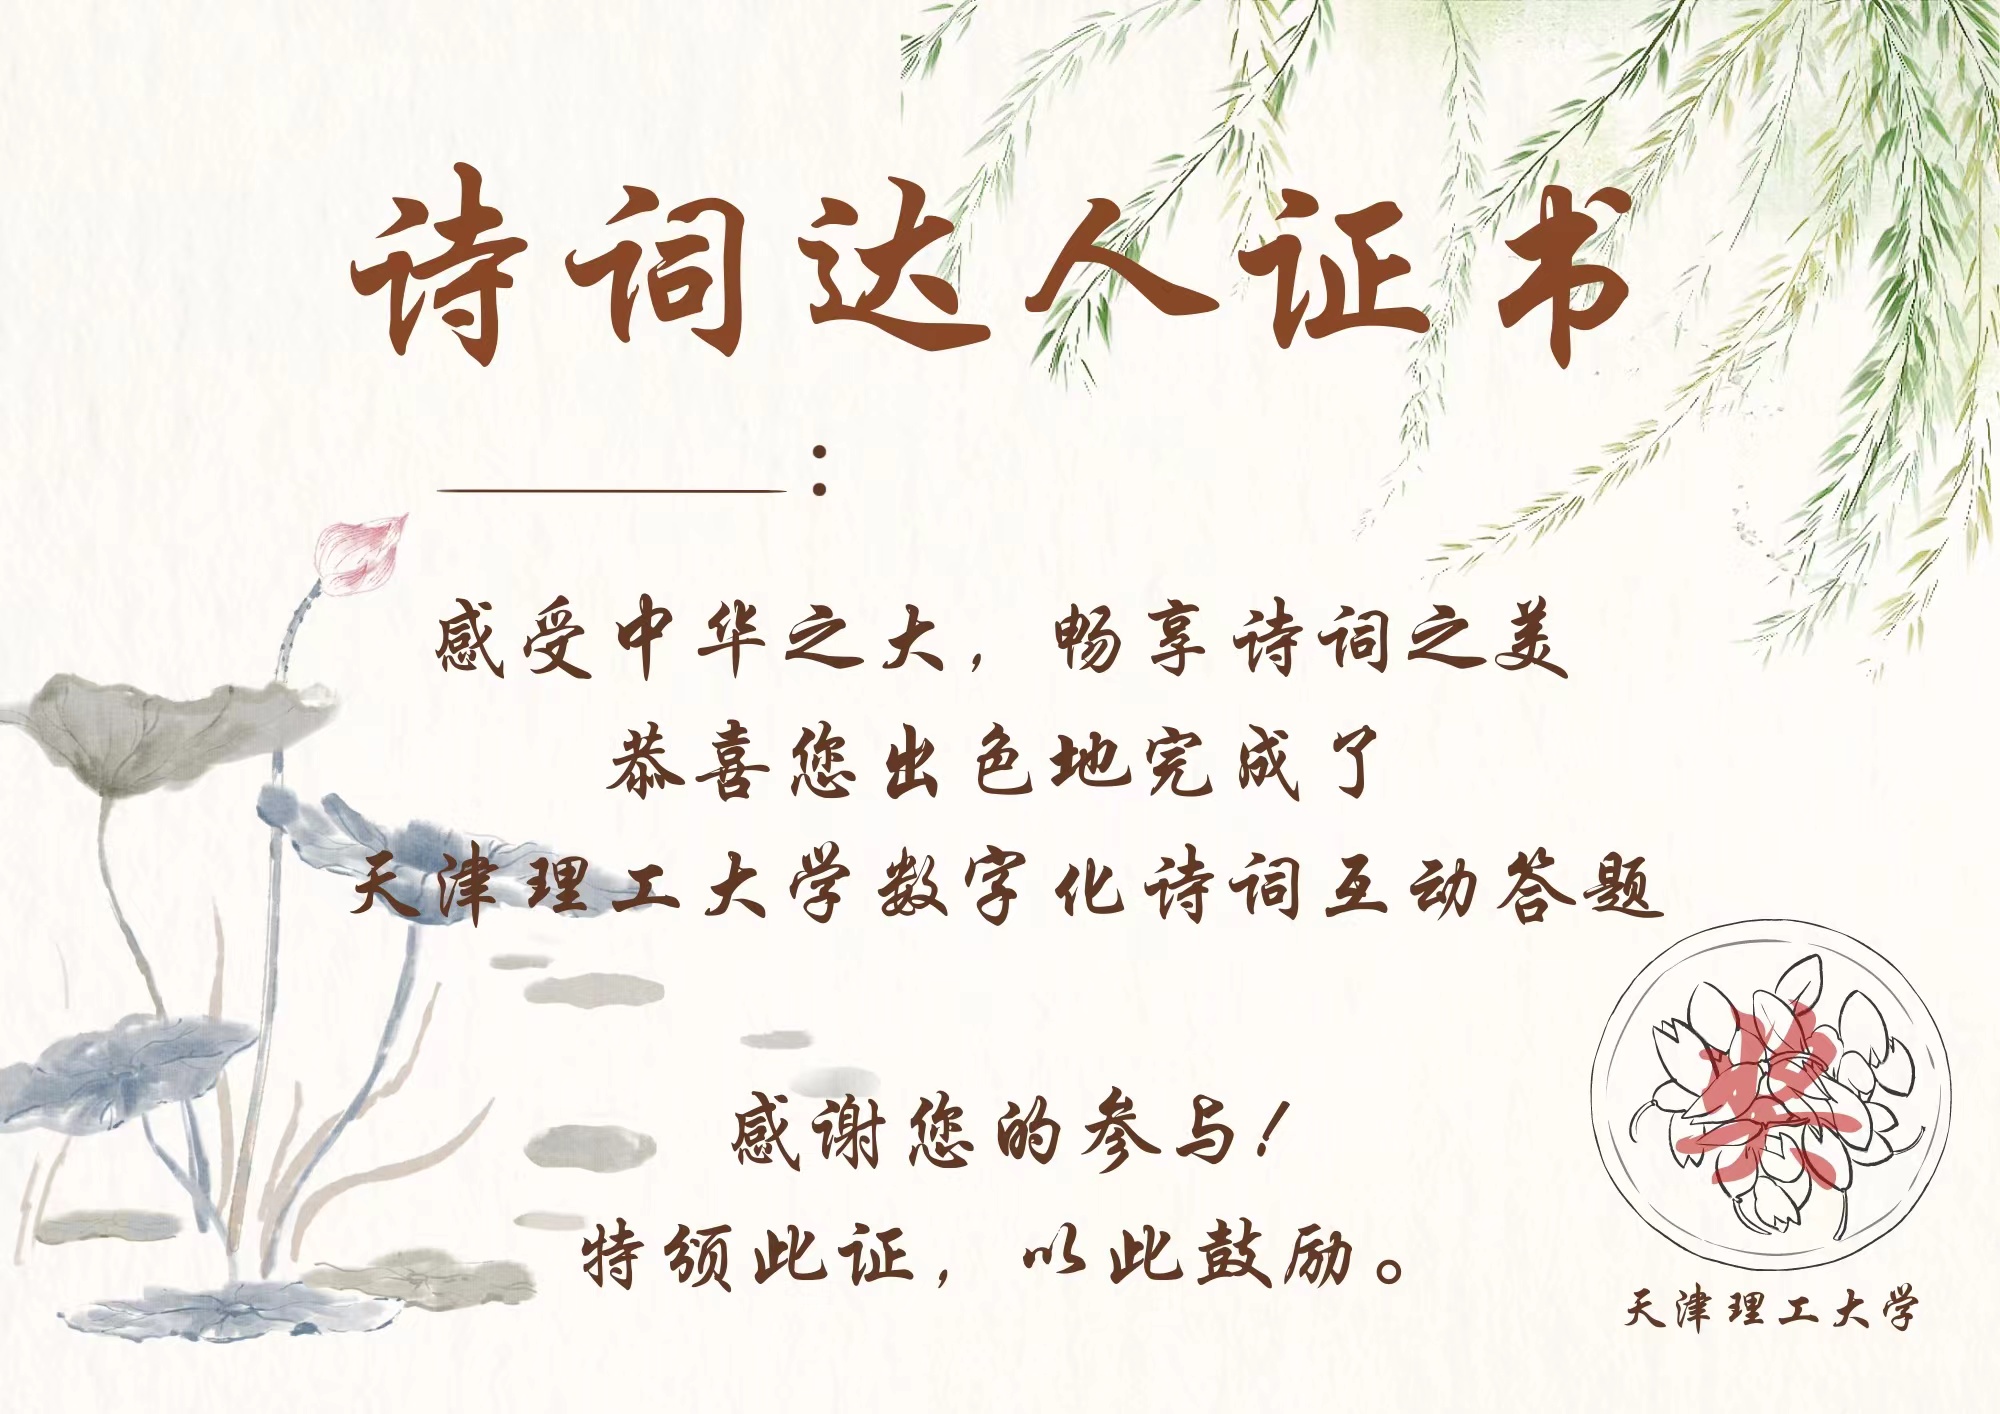 诗词达人证书
：
感受中华之大，畅享诗词之美
恭喜您出色地完成了
天津理工大学数字化诗词互动答题
感谢您的参与！
特颁此证，以此鼓励。
天津理工大学